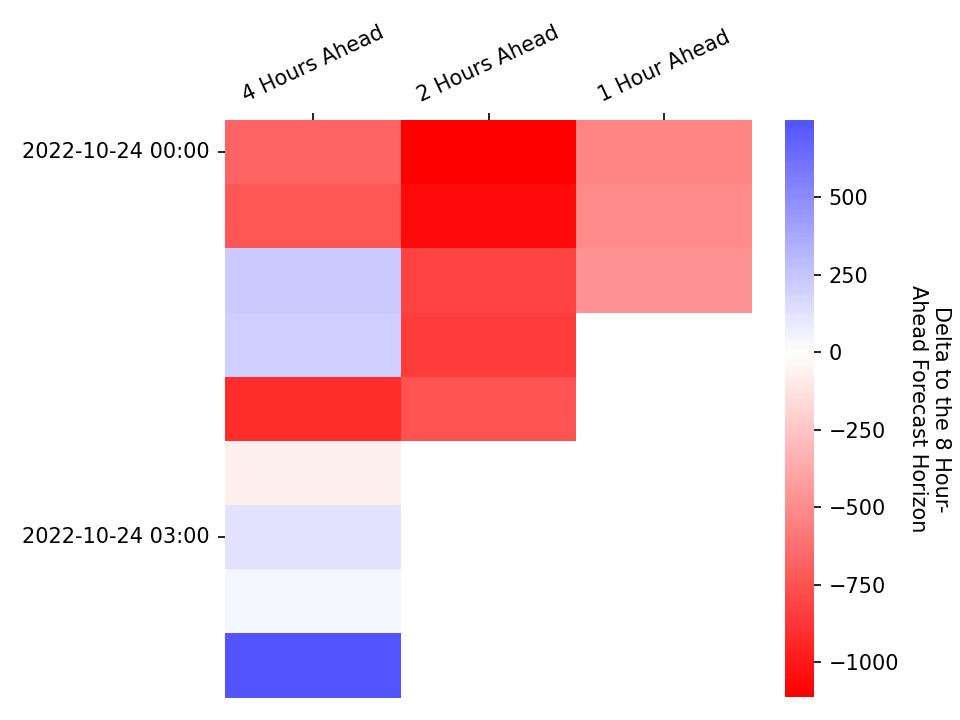 4 Hours Ahead
2 Hours Ahead
1 Hour Ahead
2022-10-24 00:00
2022-10-24 03:00
500
250
0
−250
−500
−750
−1000
Delta to the 8 Hour-
Ahead Forecast Horizon